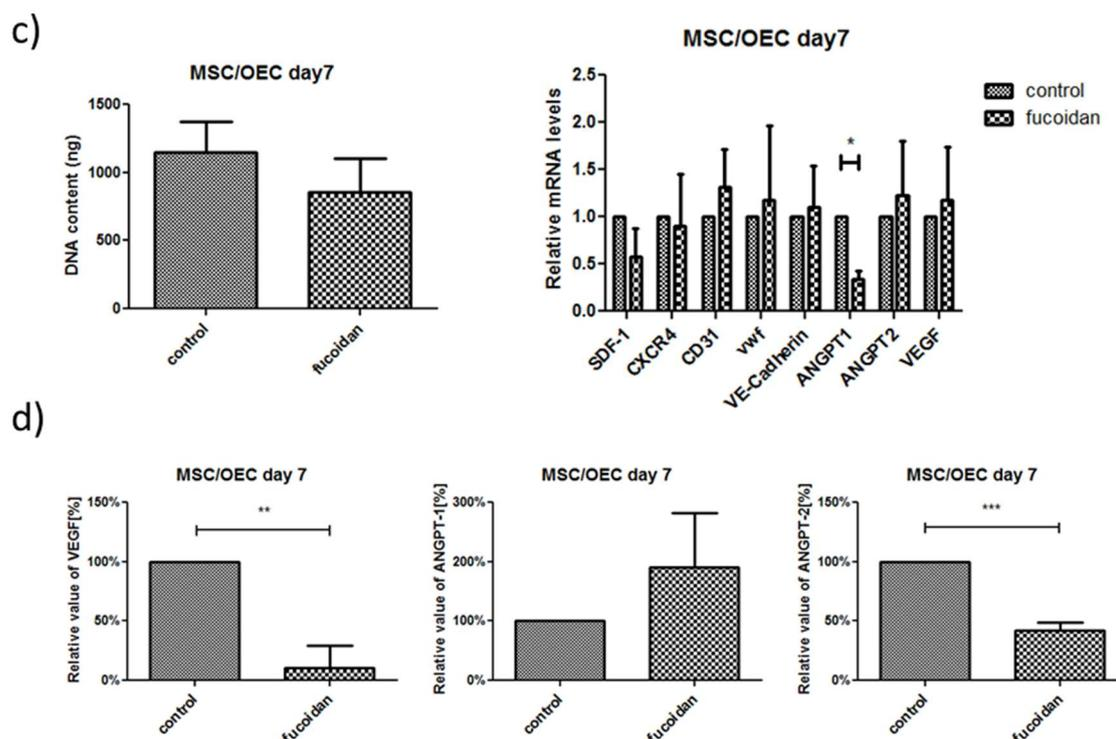 c)
MSC/OEC day7
DNA content (ng)
1500
1000
500
0
control
fucoidan
MSC/OEC day7
Relative mRNA levels
2.5
2.0
1.5
1.0
0.5
0.0
*
SDF-1
CXCR4
CD31
vwf
VE-Cadherin
ANGPT1
ANGPT2
VEGF
control
fucoidan
d)
MSC/OEC day 7
Relative value of VEGF[%]
150%
100%
50%
0%
**
control
fucoidan
MSC/OEC day 7
Relative value of ANGPT-1[%]
300%
200%
100%
0%
control
fucoidan
MSC/OEC day 7
Relative value of ANGPT-2[%]
150%
100%
50%
0%
***
control
fucoidan